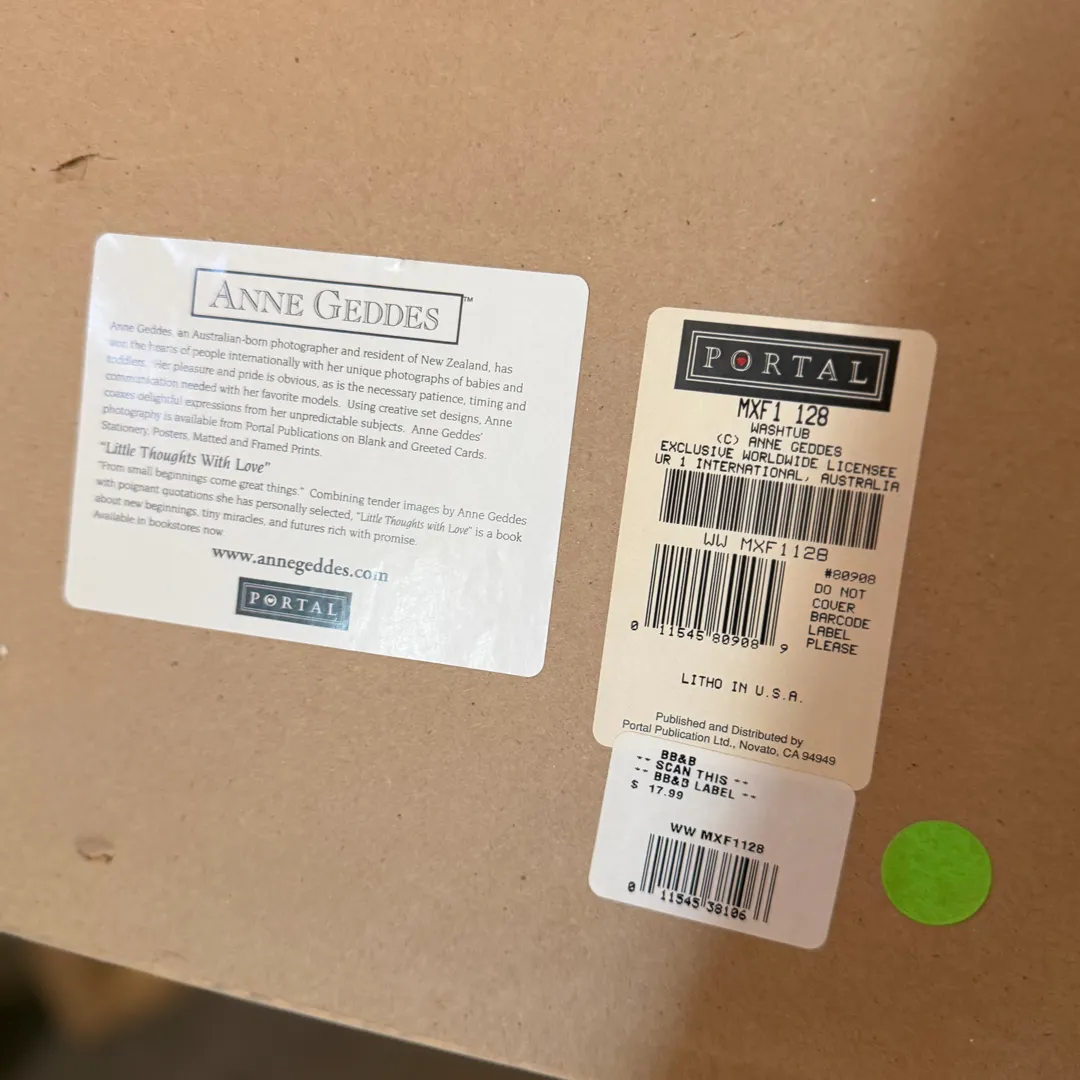 ANNE GEDDES™
Anne Geddes, an Australian-born photographer and resident of New Zealand, has
won the hearts of people internationally with her unique photographs of babies and
toddlers. Her pleasure and pride is obvious, as is the necessary patience, timing and
communication needed with her favorite models. Using creative set designs, Anne
coaxes delightful expressions from her unpredictable subjects. Anne Geddes'
photography is available from Portal Publications on Blank and Greeted Cards.
Stationery, Posters, Matted and Framed Prints.
"Little Thoughts With Love"
"From small beginnings come great things." Combining tender images by Anne Geddes
with poignant quotations she has personally selected, "Little Thoughts with Love" is a book
about new beginnings, tiny miracles, and futures rich with promise.
Available in bookstores now
www.annegeddes.com
PORTAL
PORTAL
MXF1 128
WASHTUB
(C) ANNE GEDDES
EXCLUSIVE WORLDWIDE LICENSEE
UR 1 INTERNATIONAL, AUSTRALIA
WW MXF1128
#80908
DO NOT
COVER
BARCODE
LABEL
PLEASE
0 11545 80908 9
LITHO IN U.S.A.
Published and Distributed by
Portal Publication Ltd., Novato, CA 94949
-- BB&B
-- SCAN THIS --
-- BB&B LABEL --
$ 17.99
WW MXF1128
0 11545 38106